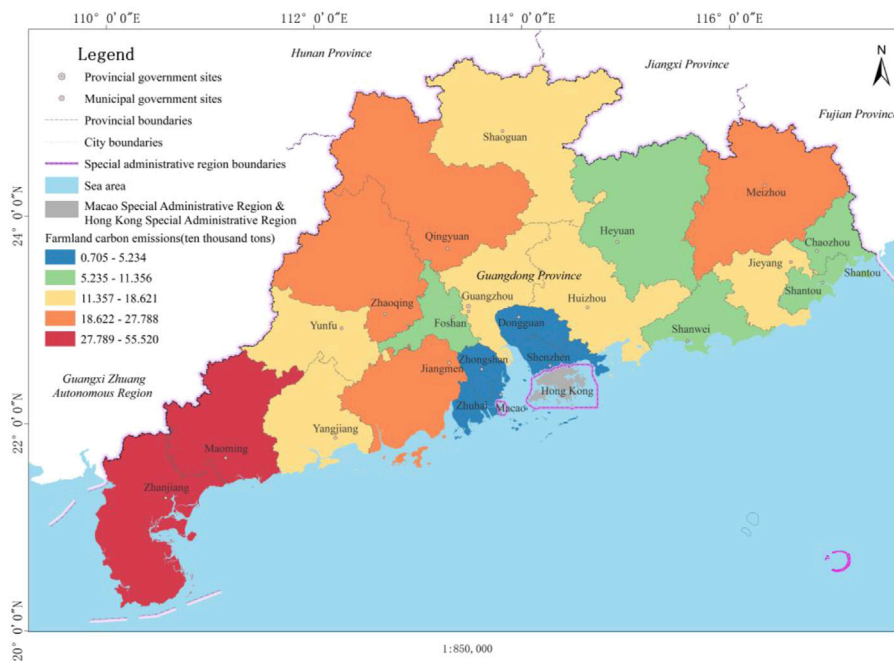 110° 0′0″E
112° 0′0″E
114° 0′0″E
116° 0′0″E
Legend
Provincial government sites
Municipal government sites
Provincial boundaries
City boundaries
Special administrative region boundaries
Sea area
Macao Special Administrative Region &
Hong Kong Special Administrative Region
Farmland carbon emissions(ten thousand tons)
0.705 - 5.234
5.235 - 11.356
11.357 - 18.621
18.622 - 27.788
27.789 - 55.520
Hunan Province
Jiangxi Province
N
Fujian Province
Shaoguan
Meizhou
24° 0′0″N
Qingyuan
Heyuan
Chaozhou
Jieyang
Shantou
Guangdong Province
Shantou
Zhaoqing
Guangzhou
Huizhou
Yunfu
Foshan
Dongguan
Shanwei
Zhongshan
Shenzhen
Jiangmen
Guangxi Zhuang
Autonomous Region
Hong Kong
Zhuhai
Macao
22° 0′0″N
Yangjiang
Maoming
Zhanjiang
20° 0′0″N
1:850,000